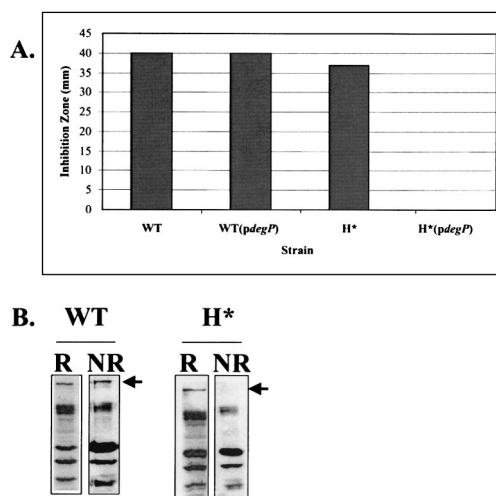 A.
45
40
35
30
25
20
15
10
5
0
Inhibition Zone (mm)
WT
WT(pdegP)
H*
H*(pdegP)
Strain
B.
WT
H*
R NR
R NR